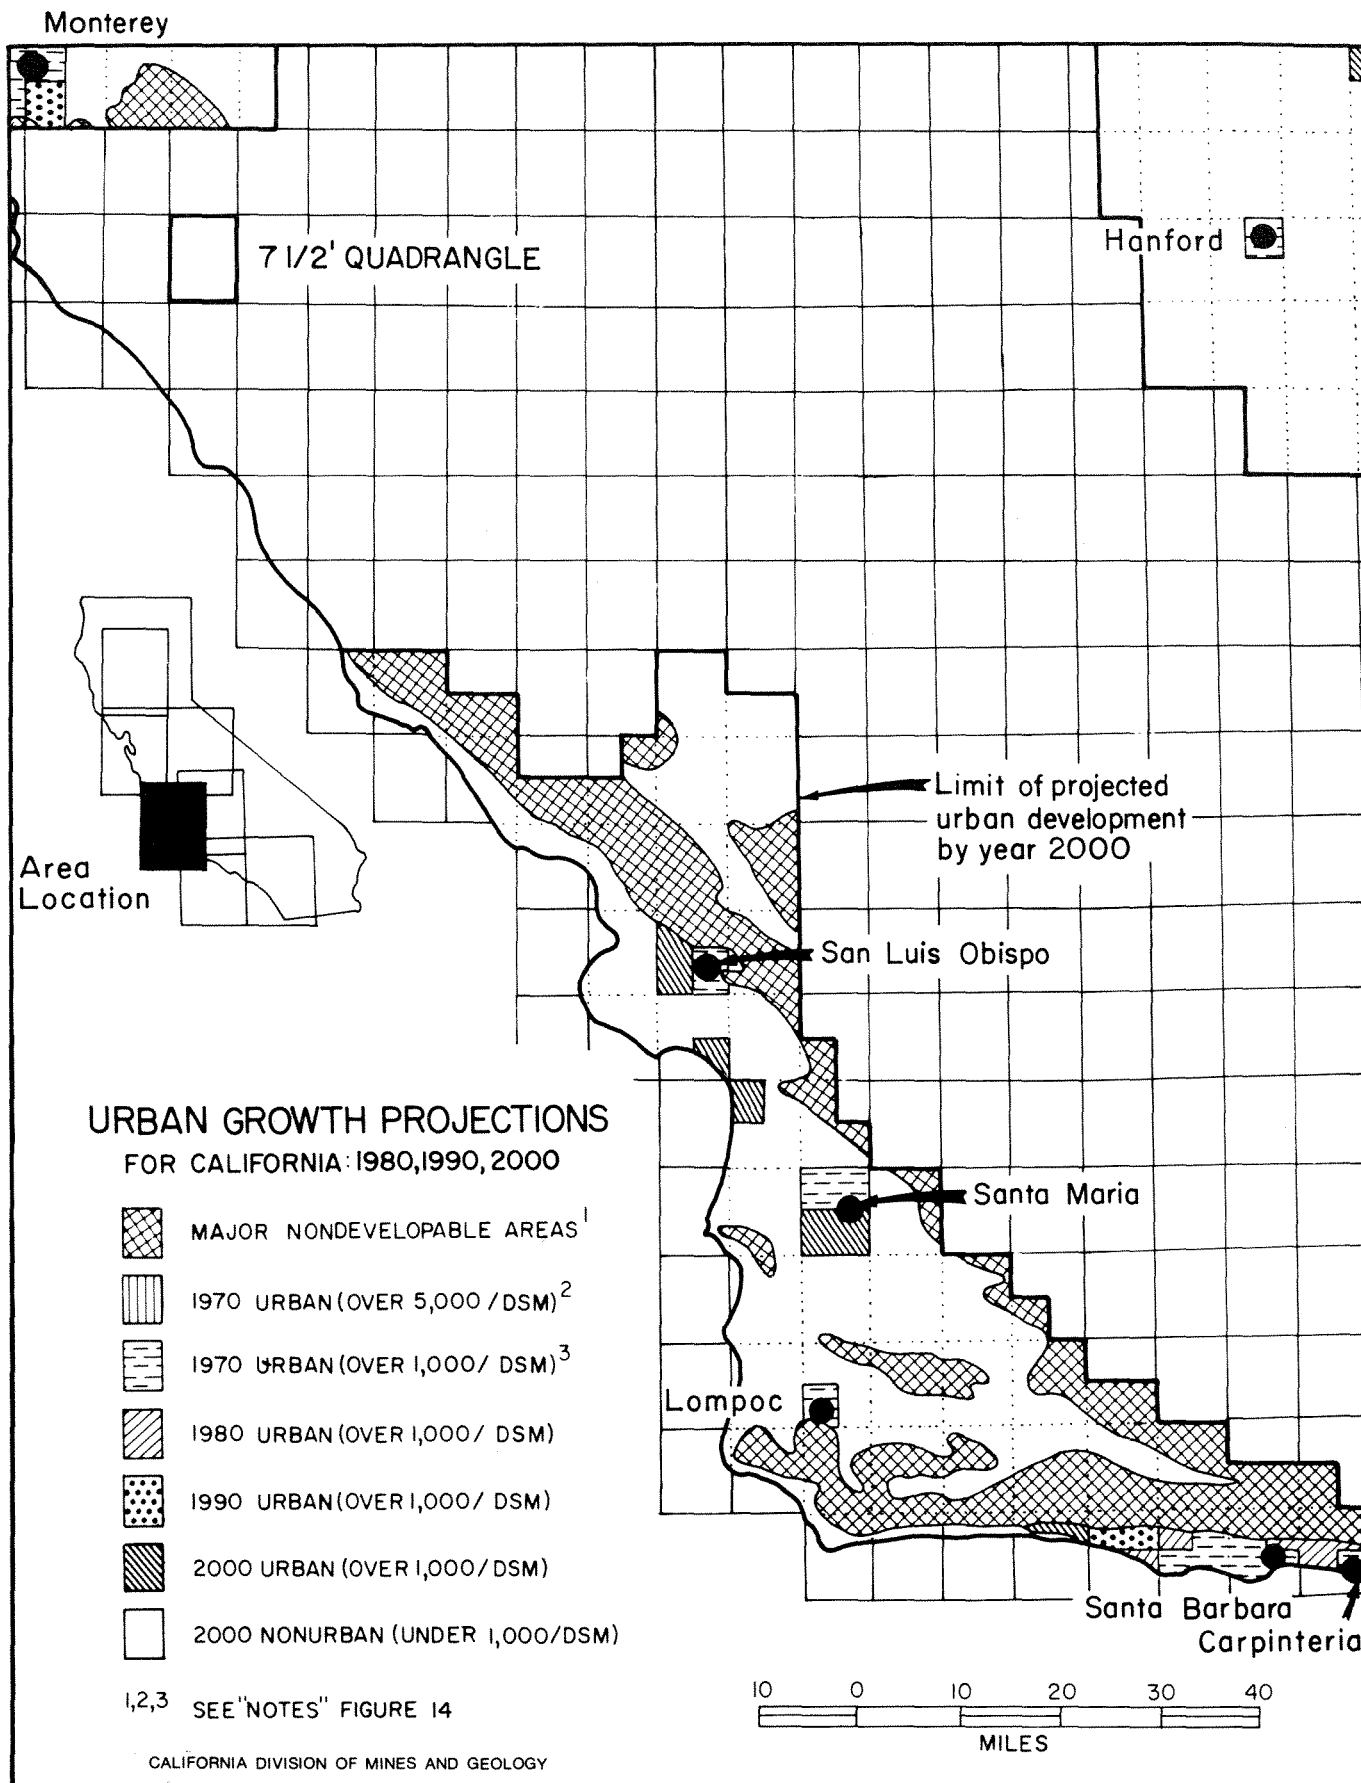 Monterey
Hanford
7 1/2' QUADRANGLE
Limit of projected
urban development
by year 2000
Area
Location
San Luis Obispo
URBAN GROWTH PROJECTIONS
FOR CALIFORNIA: 1980, 1990, 2000
MAJOR NONDEVELOPABLE AREAS1
Santa Maria
1970 URBAN (OVER 5,000 / DSM)2
1970 URBAN (OVER 1,000/ DSM)3
Lompoc
1980 URBAN (OVER 1,000/ DSM)
1990 URBAN (OVER 1,000/ DSM)
2000 URBAN (OVER 1,000/DSM)
Santa Barbara
Carpinteria
2000 NONURBAN (UNDER 1,000/DSM)
1,2,3 SEE "NOTES" FIGURE 14
10 0 10 20 30 40
MILES
CALIFORNIA DIVISION OF MINES AND GEOLOGY